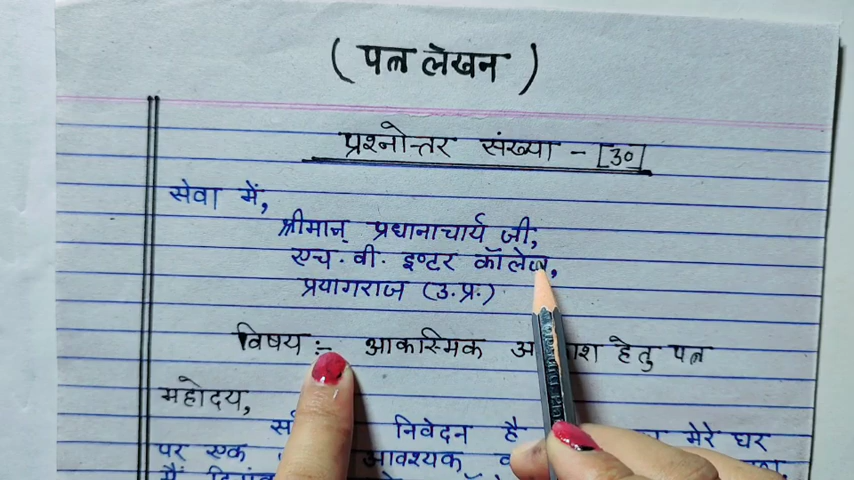 (पत्र लेखन)
प्रश्नोत्तर संख्या - [30]
सेवा में,
श्रीमान् प्रधानाचार्य जी,
एच. वी. इण्टर कॉलेज,
प्रयागराज (उ.प्र.)
विषय :- आकस्मिक हेतु पत्र
महोदय,
निवेदन है मेरे घर
पर एक आवश्यक
मैं